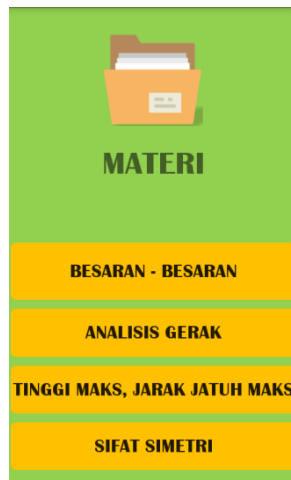 MATERI
BESARAN - BESARAN
ANALISIS GERAK
TINGGI MAKS, JARAK JATUH MAKS
SIFAT SIMETRI